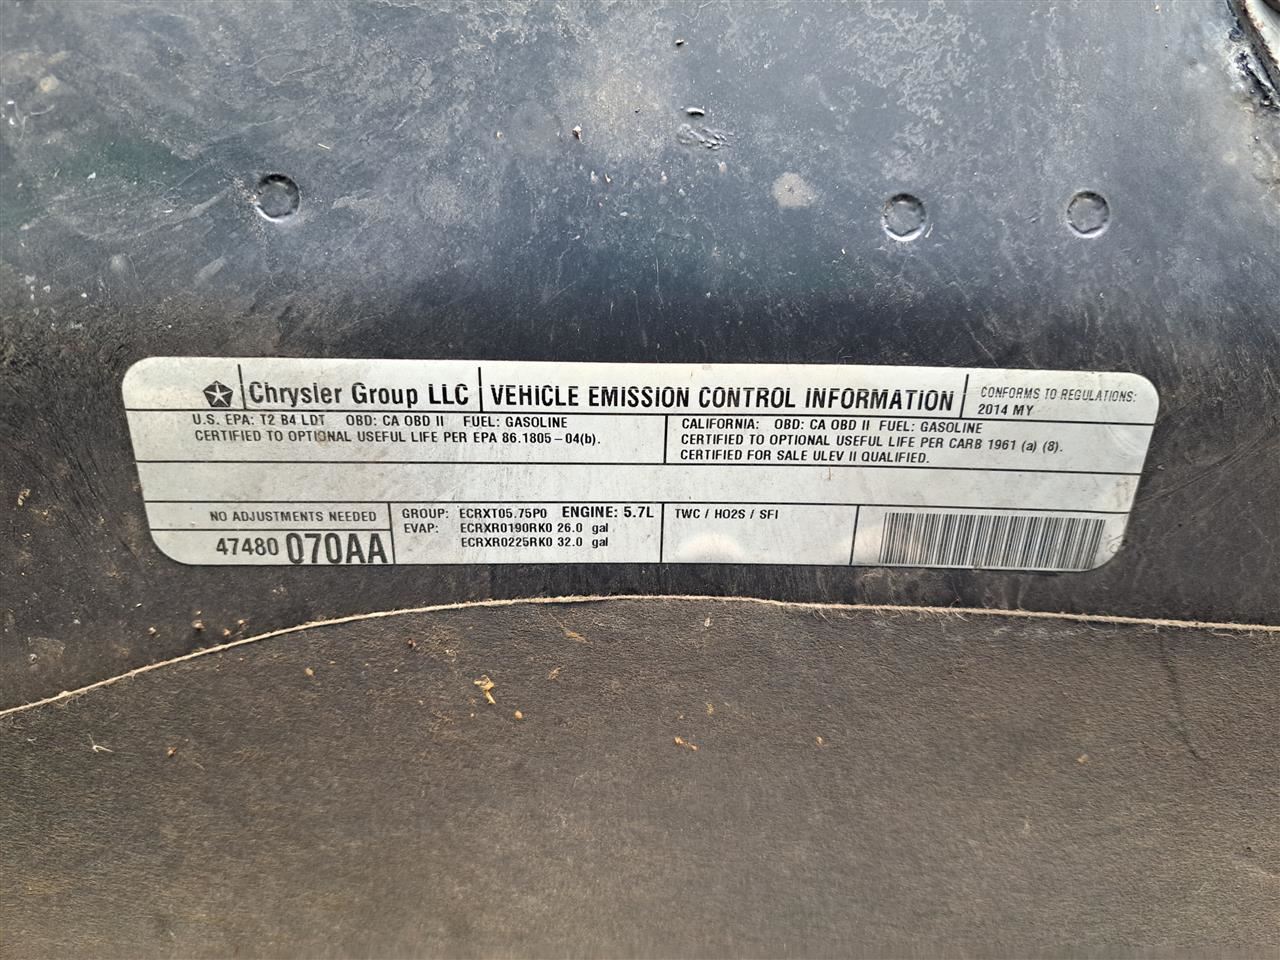 Chrysler Group LLC
VEHICLE EMISSION CONTROL INFORMATION
CONFORMS TO REGULATIONS:
2014 MY
U.S. EPA: T2 B4 LDT OBD: CA OBD II FUEL: GASOLINE
CERTIFIED TO OPTIONAL USEFUL LIFE PER EPA 86.1805-04(b).
CALIFORNIA: OBD: CA OBD II FUEL: GASOLINE
CERTIFIED TO OPTIONAL USEFUL LIFE PER CARB 1961 (a) (8).
CERTIFIED FOR SALE ULEV II QUALIFIED.
NO ADJUSTMENTS NEEDED
47480 070AA
GROUP: ECRXT05.75P0 ENGINE: 5.7L
EVAP: ECRXR0190RK0 26.0 gal
ECRXR0225RK0 32.0 gal
TWC / HO2S / SFI